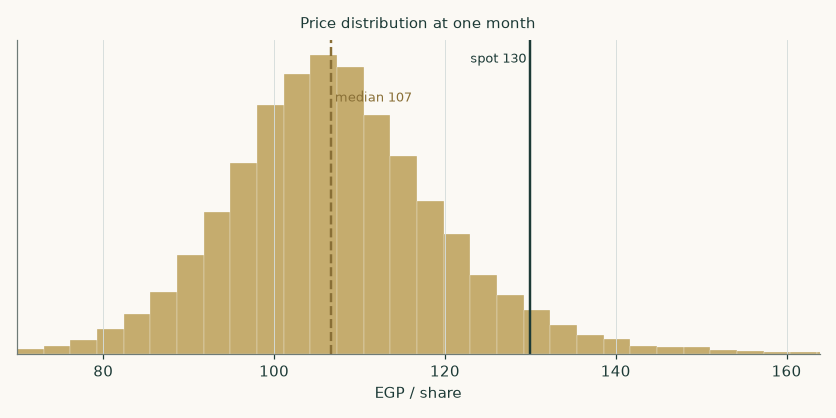 Price distribution at one month
spot 130
median 107
80 100 120 140 160
EGP / share